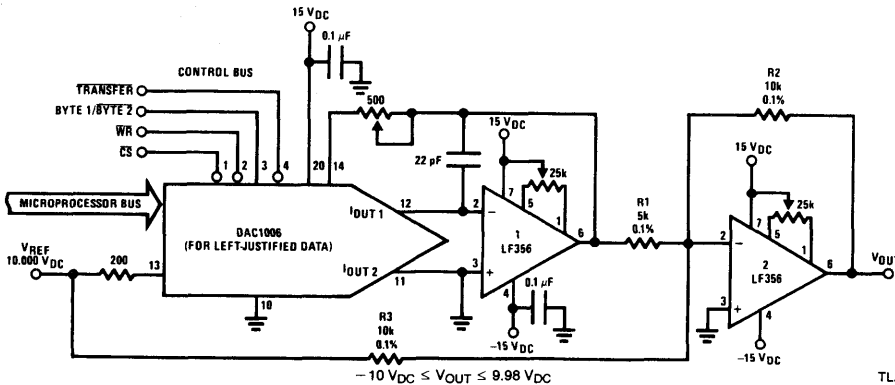 15 VDC
0.1 µF
CONTROL BUS
TRANSFER
BYTE 1/BYTE 2
WR
CS
1 2 3 4 20 14
500
22 pF
15 VDC
25k
R2
10k
0.1%
15 VDC
25k
MICROPROCESSOR BUS
DAC1006
(FOR LEFT-JUSTIFIED DATA)
IOUT 1
12
IOUT 2
11
2
7
5
1
1
LF356
6
3
4
R1
5k
0.1%
2
7
5
1
2
LF356
6
3
4
VOUT
VREF
10.000 VDC
200
13
10
0.1 µF
−15 VDC
−15 VDC
R3
10k
0.1%
−10 VDC ≤ VOUT ≤ 9.98 VDC
TL